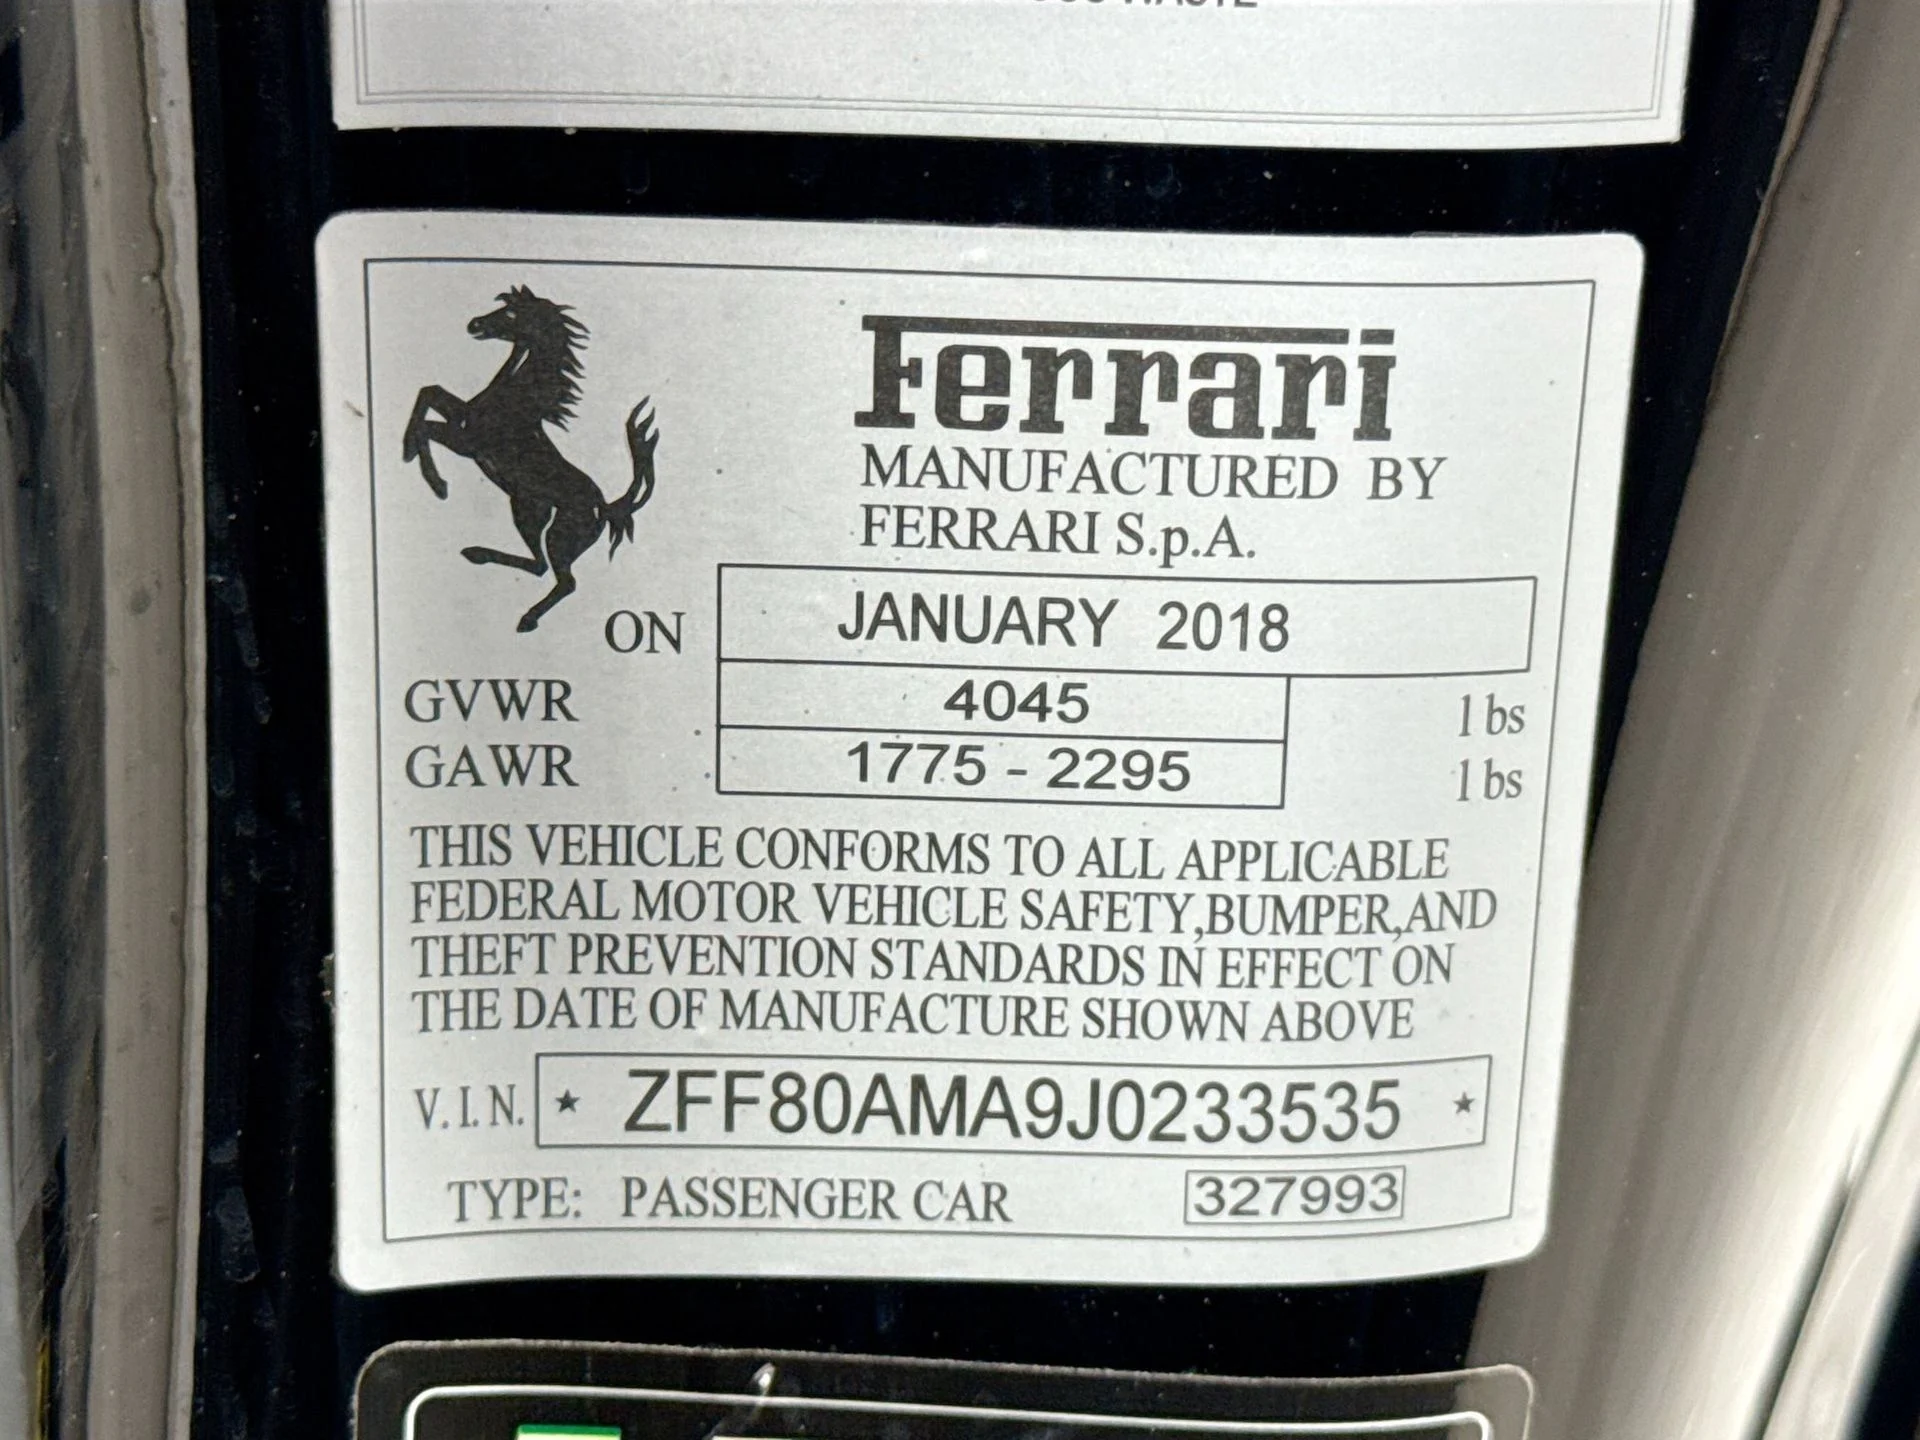 Ferrari
MANUFACTURED BY
FERRARI S.p.A.
ON JANUARY 2018
GVWR 4045 lbs
GAWR 1775 - 2295 lbs
THIS VEHICLE CONFORMS TO ALL APPLICABLE
FEDERAL MOTOR VEHICLE SAFETY,BUMPER,AND
THEFT PREVENTION STANDARDS IN EFFECT ON
THE DATE OF MANUFACTURE SHOWN ABOVE
V.I.N. ★ ZFF80AMA9J0233535 ★
TYPE: PASSENGER CAR 327993